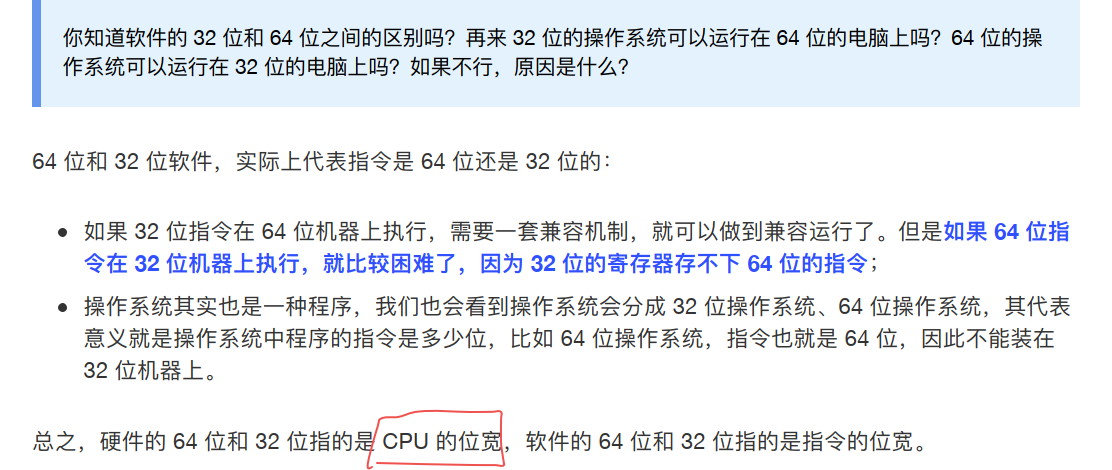 你知道软件的 32 位和 64 位之间的区别吗？再来 32 位的操作系统可以运行在 64 位的电脑上吗？64 位的操
作系统可以运行在 32 位的电脑上吗？如果不行，原因是什么？
64 位和 32 位软件，实际上代表指令是 64 位还是 32 位的：
如果 32 位指令在 64 位机器上执行，需要一套兼容机制，就可以做到兼容运行了。但是如果 64 位指
令在 32 位机器上执行，就比较困难了，因为 32 位的寄存器存不下 64 位的指令；
操作系统其实也是一种程序，我们也会看到操作系统会分成 32 位操作系统、64 位操作系统，其代表
意义就是操作系统中程序的指令是多少位，比如 64 位操作系统，指令也就是 64 位，因此不能装在
32 位机器上。
总之，硬件的 64 位和 32 位指的是 CPU 的位宽，软件的 64 位和 32 位指的是指令的位宽。